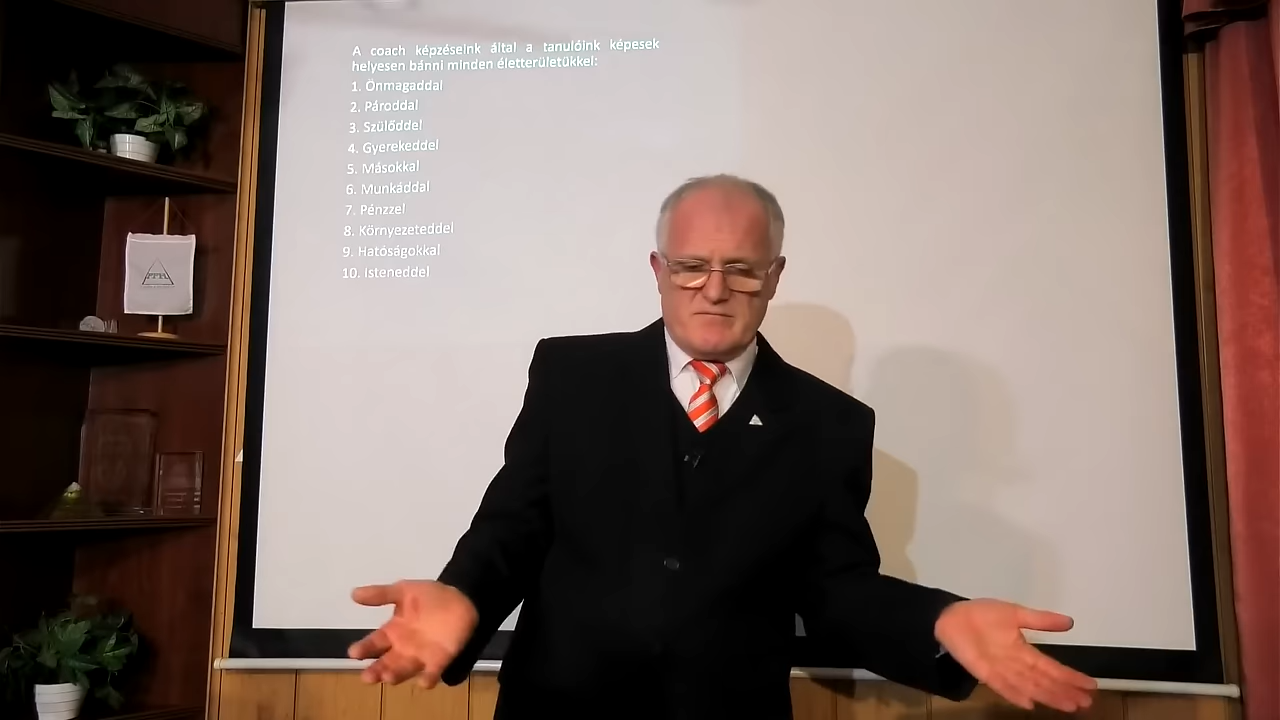 A coach képzéseink által a tanulóink képesek
helyesen bánni minden életterületükkel:
1. Önmagaddal
2. Pároddal
3. Szülőddel
4. Gyerekeddel
5. Másokkal
6. Munkáddal
7. Pénzzel
8. Környezeteddel
9. Hatóságokkal
10. Isteneddel